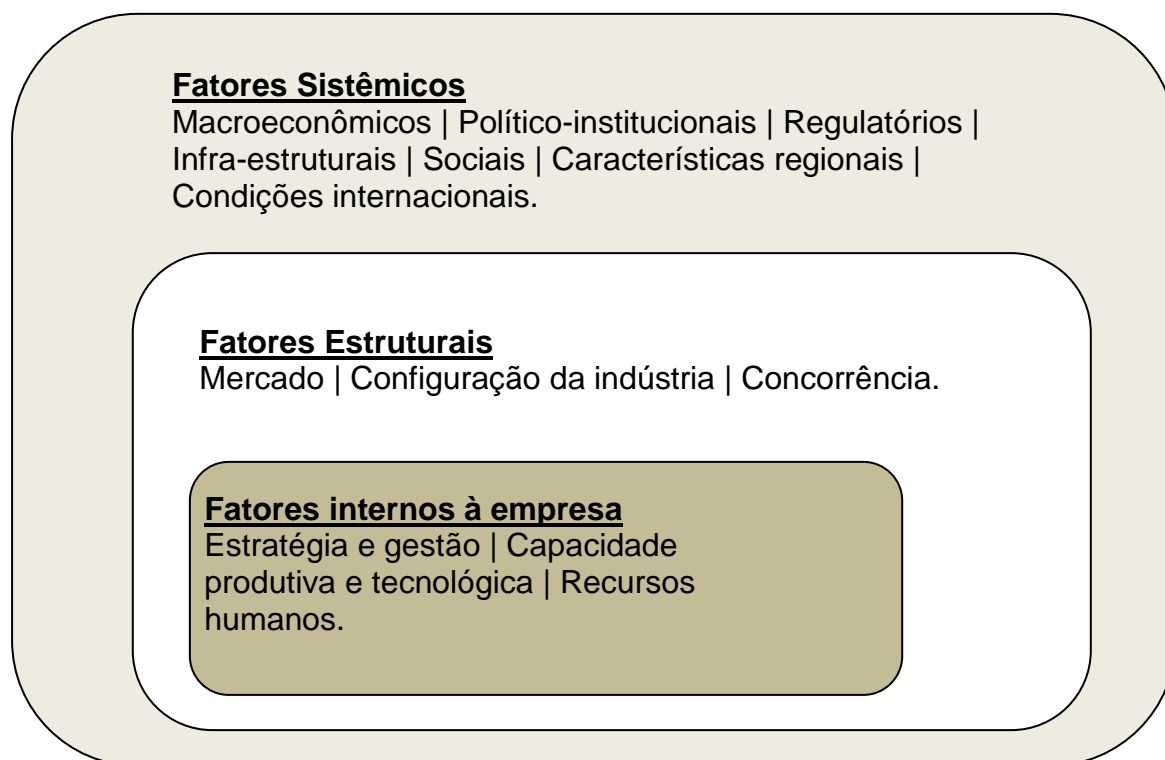 Fatores Sistêmicos
Macroeconômicos | Político-institucionais | Regulatórios |
Infra-estruturais | Sociais | Características regionais |
Condições internacionais.
Fatores Estruturais
Mercado | Configuração da indústria | Concorrência.
Fatores internos à empresa
Estratégia e gestão | Capacidade
produtiva e tecnológica | Recursos
humanos.